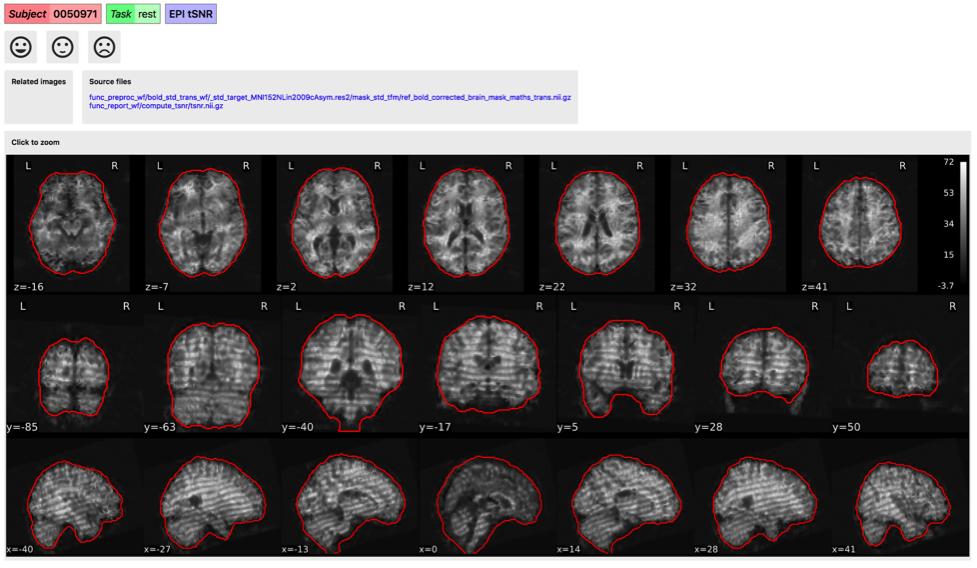 Subject 0050971 Task rest EPI tSNR
Related images
Source files
func_preproc_wf/bold_std_trans_wf/_std_target_MNI152NLin2009cAsym.res2/mask_std_tfm/ref_bold_corrected_brain_mask_maths_trans.nii.gz
func_report_wf/compute_tsnr/tsnr.nii.gz
Click to zoom
L R L R L R L R L R L R L R
72
53
34
15
-3.7
z=-16 z=-7 z=2 z=12 z=22 z=32 z=41
L R L R L R L R L R L R L R
y=-85 y=-63 y=-40 y=-17 y=5 y=28 y=50
x=-40 x=-27 x=-13 x=0 x=14 x=28 x=41